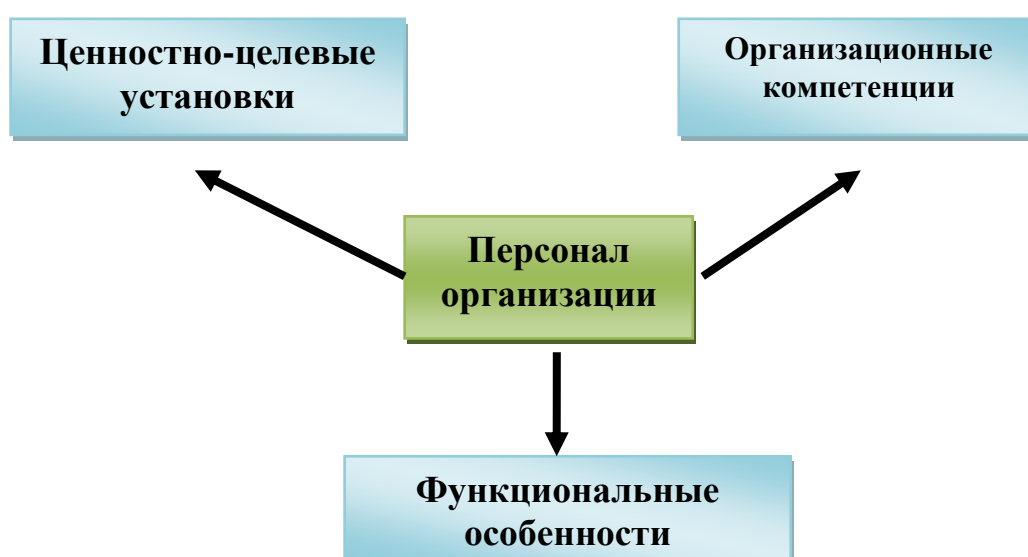 Ценностно-целевые
установки
Организационные
компетенции
Персонал
организации
Функциональные
особенности